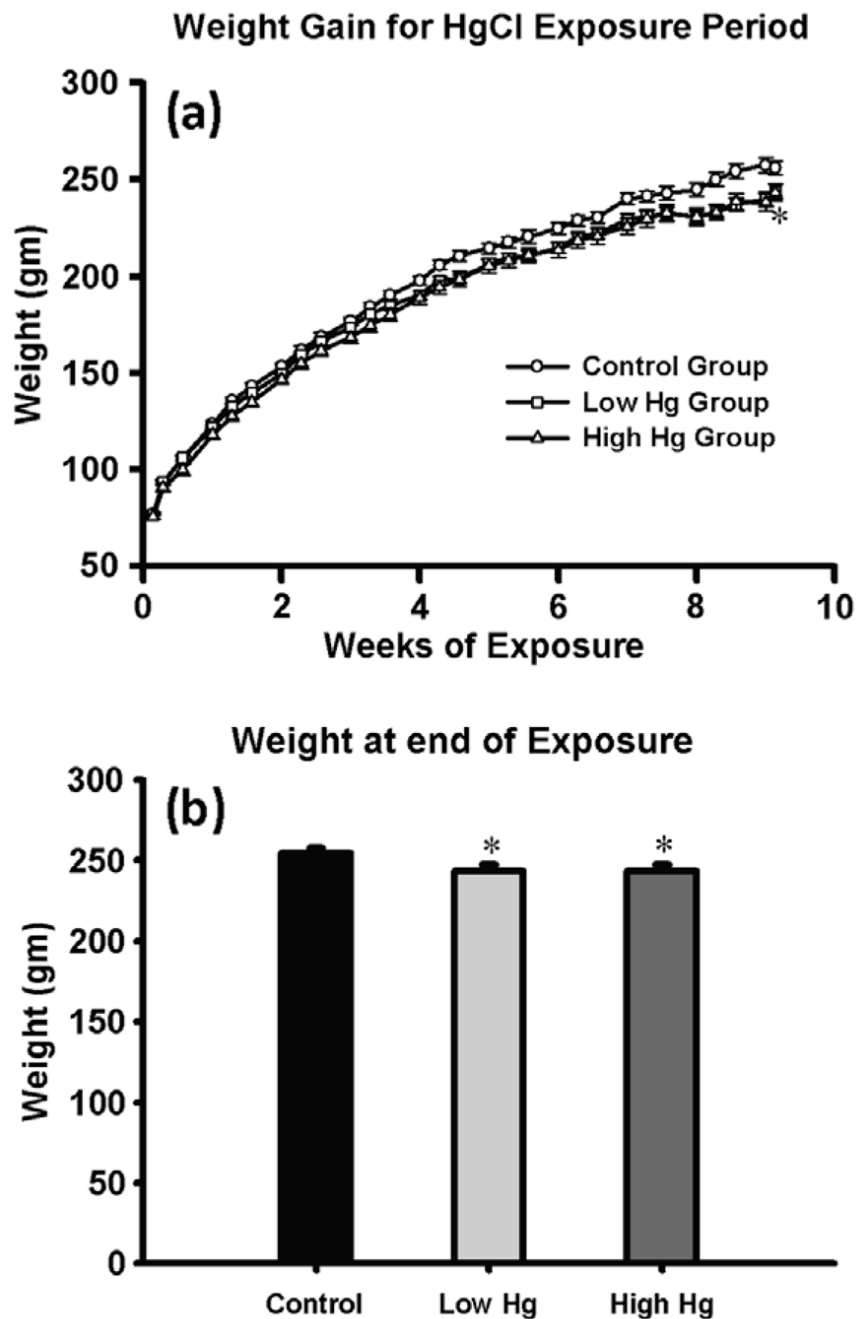 Weight Gain for HgCl Exposure Period
(a)
300
250
200
150
100
50
Weight (gm)
*
Control Group
Low Hg Group
High Hg Group
0 2 4 6 8 10
Weeks of Exposure
Weight at end of Exposure
(b)
300
250
200
150
100
50
0
Weight (gm)
* *
Control Low Hg High Hg